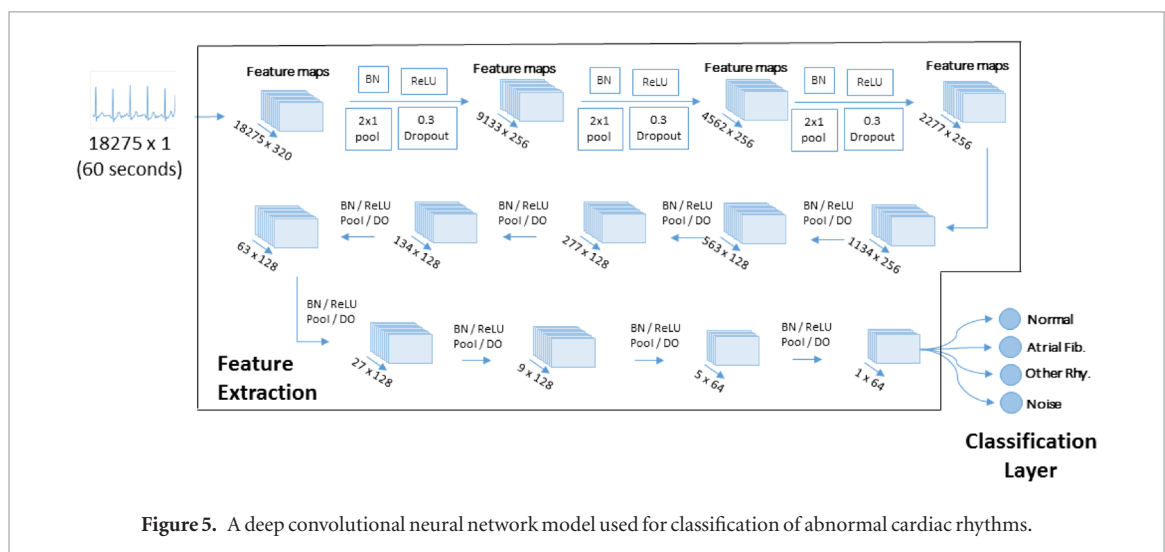 Feature maps
BN
ReLU
2x1
pool
0.3
Dropout
Feature maps
BN
ReLU
2x1
pool
0.3
Dropout
Feature maps
BN
ReLU
2x1
pool
0.3
Dropout
Feature maps
18275 x 1
(60 seconds)
18275 x 320
9133 x 256
4562 x 256
2277 x 256
BN / ReLU
Pool / DO
BN / ReLU
Pool / DO
BN / ReLU
Pool / DO
BN / ReLU
Pool / DO
63 x 128
134 x 128
277 x 128
563 x 128
1134 x 256
BN / ReLU
Pool / DO
BN / ReLU
Pool / DO
BN / ReLU
Pool / DO
BN / ReLU
Pool / DO
27 x 128
9 x 128
5 x 64
1 x 64
Feature
Extraction
Normal
Atrial Fib.
Other Rhy.
Noise
Classification
Layer
Figure 5. A deep convolutional neural network model used for classification of abnormal cardiac rhythms.